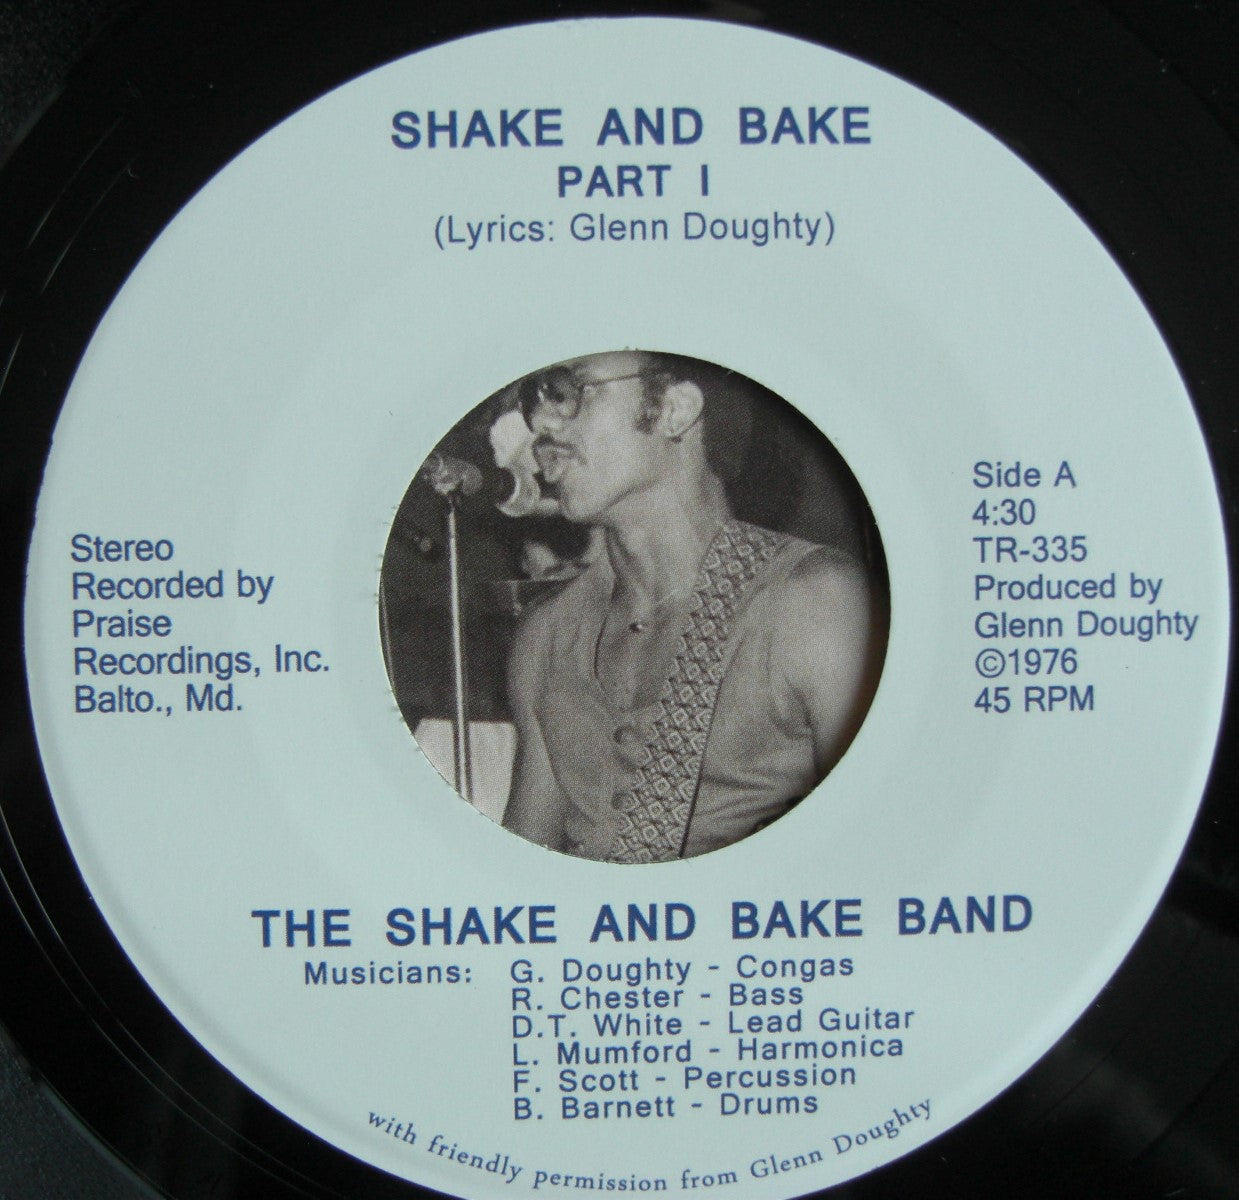 SHAKE AND BAKE
PART I
(Lyrics: Glenn Doughty)
Stereo
Recorded by
Praise
Recordings, Inc.
Balto., Md.
Side A
4:30
TR-335
Produced by
Glenn Doughty
©1976
45 RPM
THE SHAKE AND BAKE BAND
Musicians: G. Doughty - Congas
R. Chester - Bass
D.T. White - Lead Guitar
L. Mumford - Harmonica
F. Scott - Percussion
B. Barnett - Drums
with friendly permission from Glenn Doughty